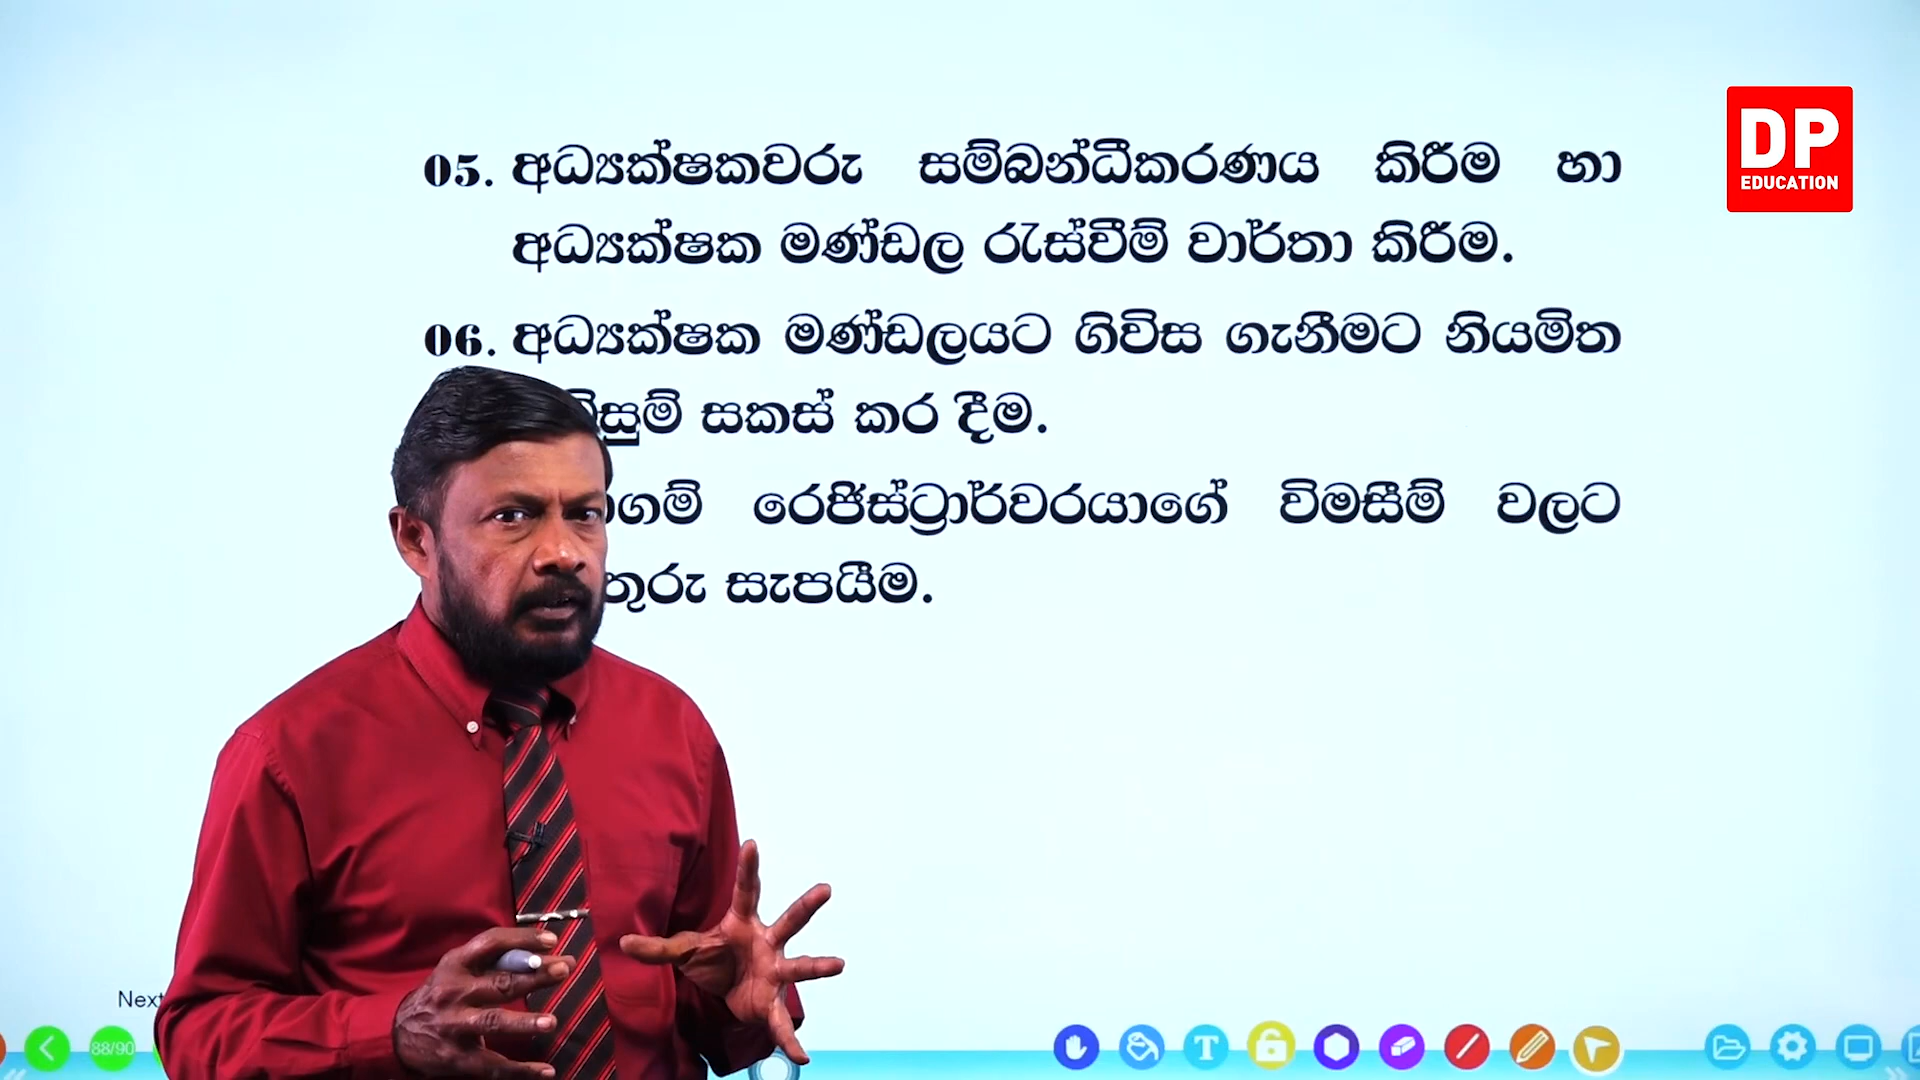 DP
EDUCATION
05. අධ්‍යක්ෂකවරු සම්බන්ධීකරණය කිරීම හා
අධ්‍යක්ෂක මණ්ඩල රැස්වීම් වාර්තා කිරීම.
06. අධ්‍යක්ෂක මණ්ඩලයට ගිවිස ගැනීමට නියමිත
සකස් කර දීම.
රෙජිස්ට්‍රාර්වරයාගේ විමසීම් වලට
සැපයීම.
Next
88/90
T